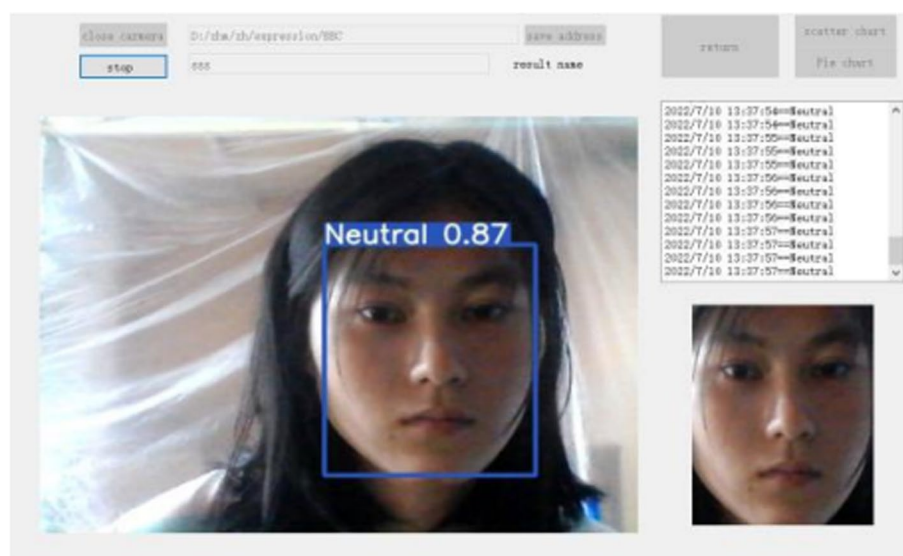 close carmera
D:/zhm/zh/expression/BBC
save address
stop
sss
result name
return
scatter chart
Pie chart
2022/7/10 13:37:54==Neutral
2022/7/10 13:37:54==Neutral
2022/7/10 13:37:55==Neutral
2022/7/10 13:37:55==Neutral
2022/7/10 13:37:55==Neutral
2022/7/10 13:37:56==Neutral
2022/7/10 13:37:56==Neutral
2022/7/10 13:37:56==Neutral
2022/7/10 13:37:56==Neutral
2022/7/10 13:37:57==Neutral
2022/7/10 13:37:57==Neutral
2022/7/10 13:37:57==Neutral
2022/7/10 13:37:57==Neutral
Neutral 0.87